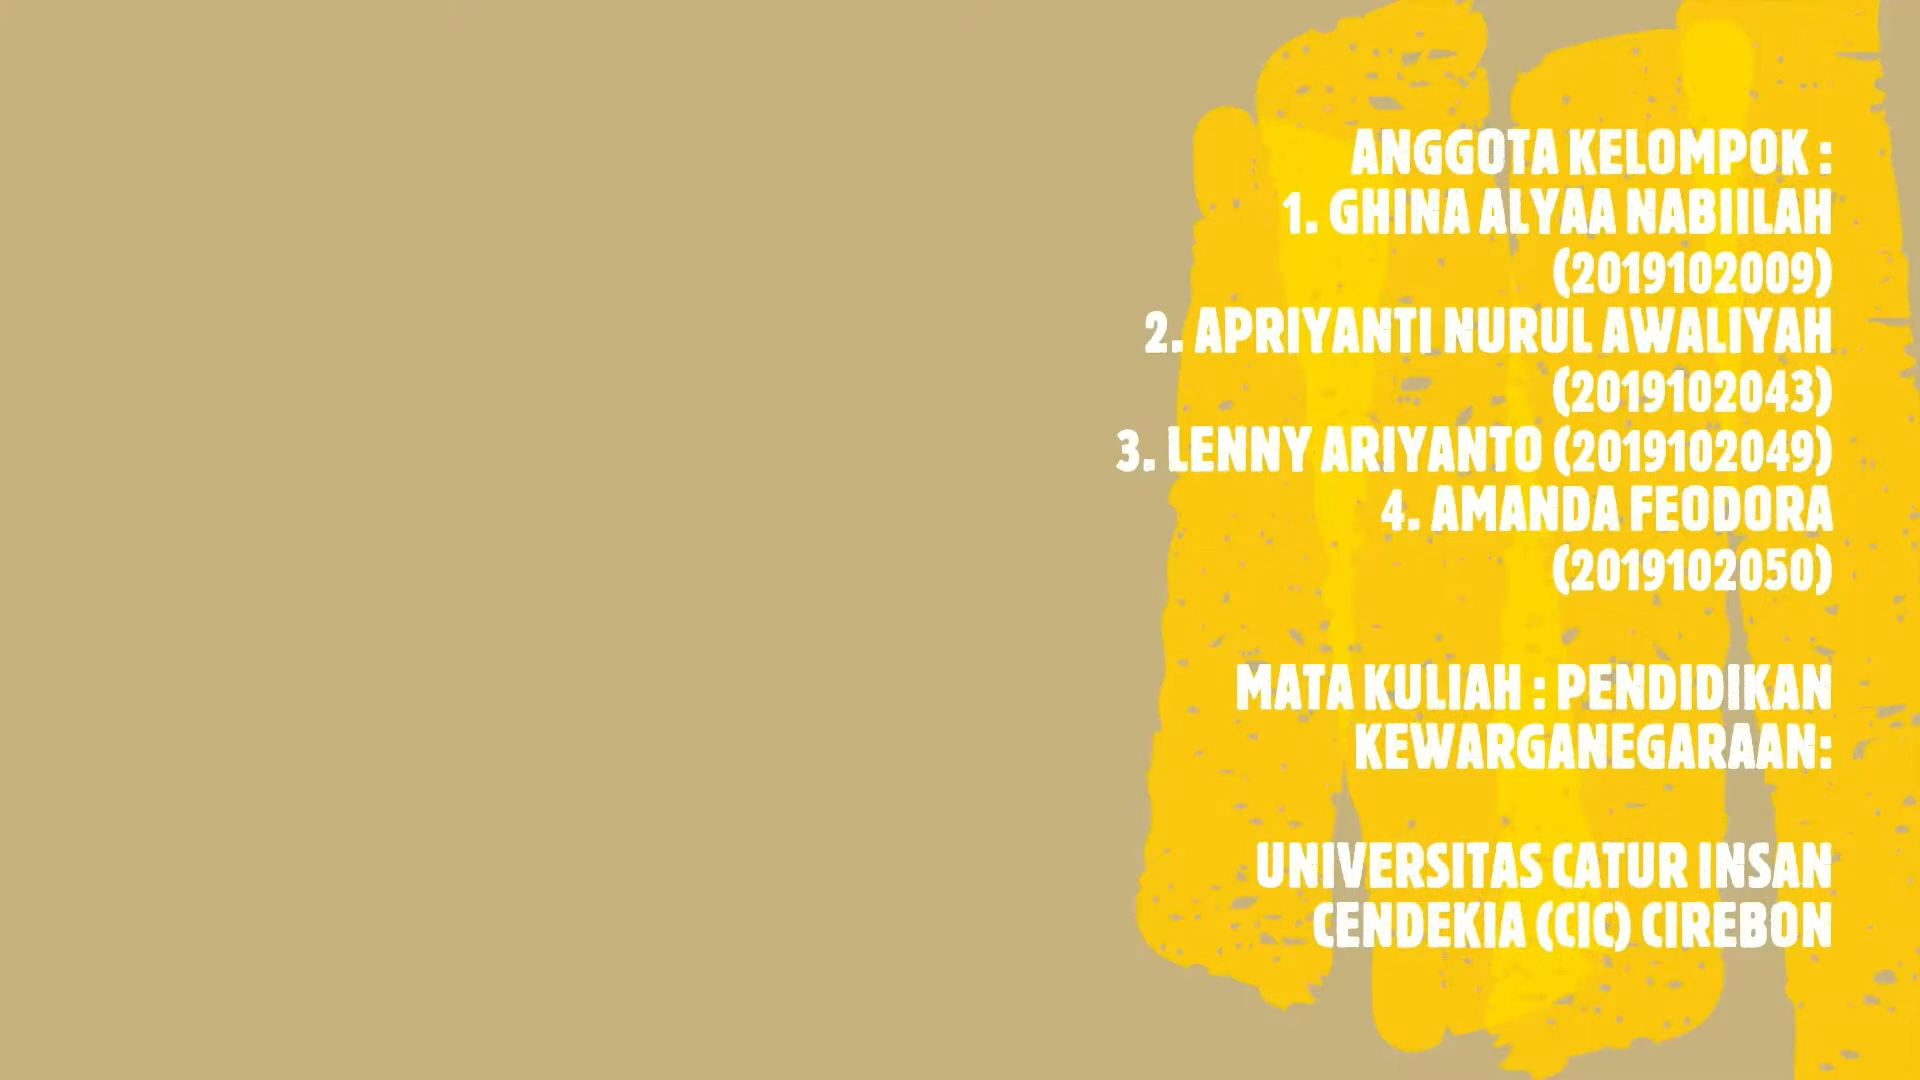 ANGGOTA KELOMPOK :
1. GHINA ALYAA NABIILAH
(2019102009)
2. APRIYANTI NURUL AWALIYAH
(2019102043)
3. LENNY ARIYANTO (2019102049)
4. AMANDA FEODORA
(2019102050)
MATA KULIAH : PENDIDIKAN
KEWARGANEGARAAN:
UNIVERSITAS CATUR INSAN
CENDEKIA (CIC) CIREBON